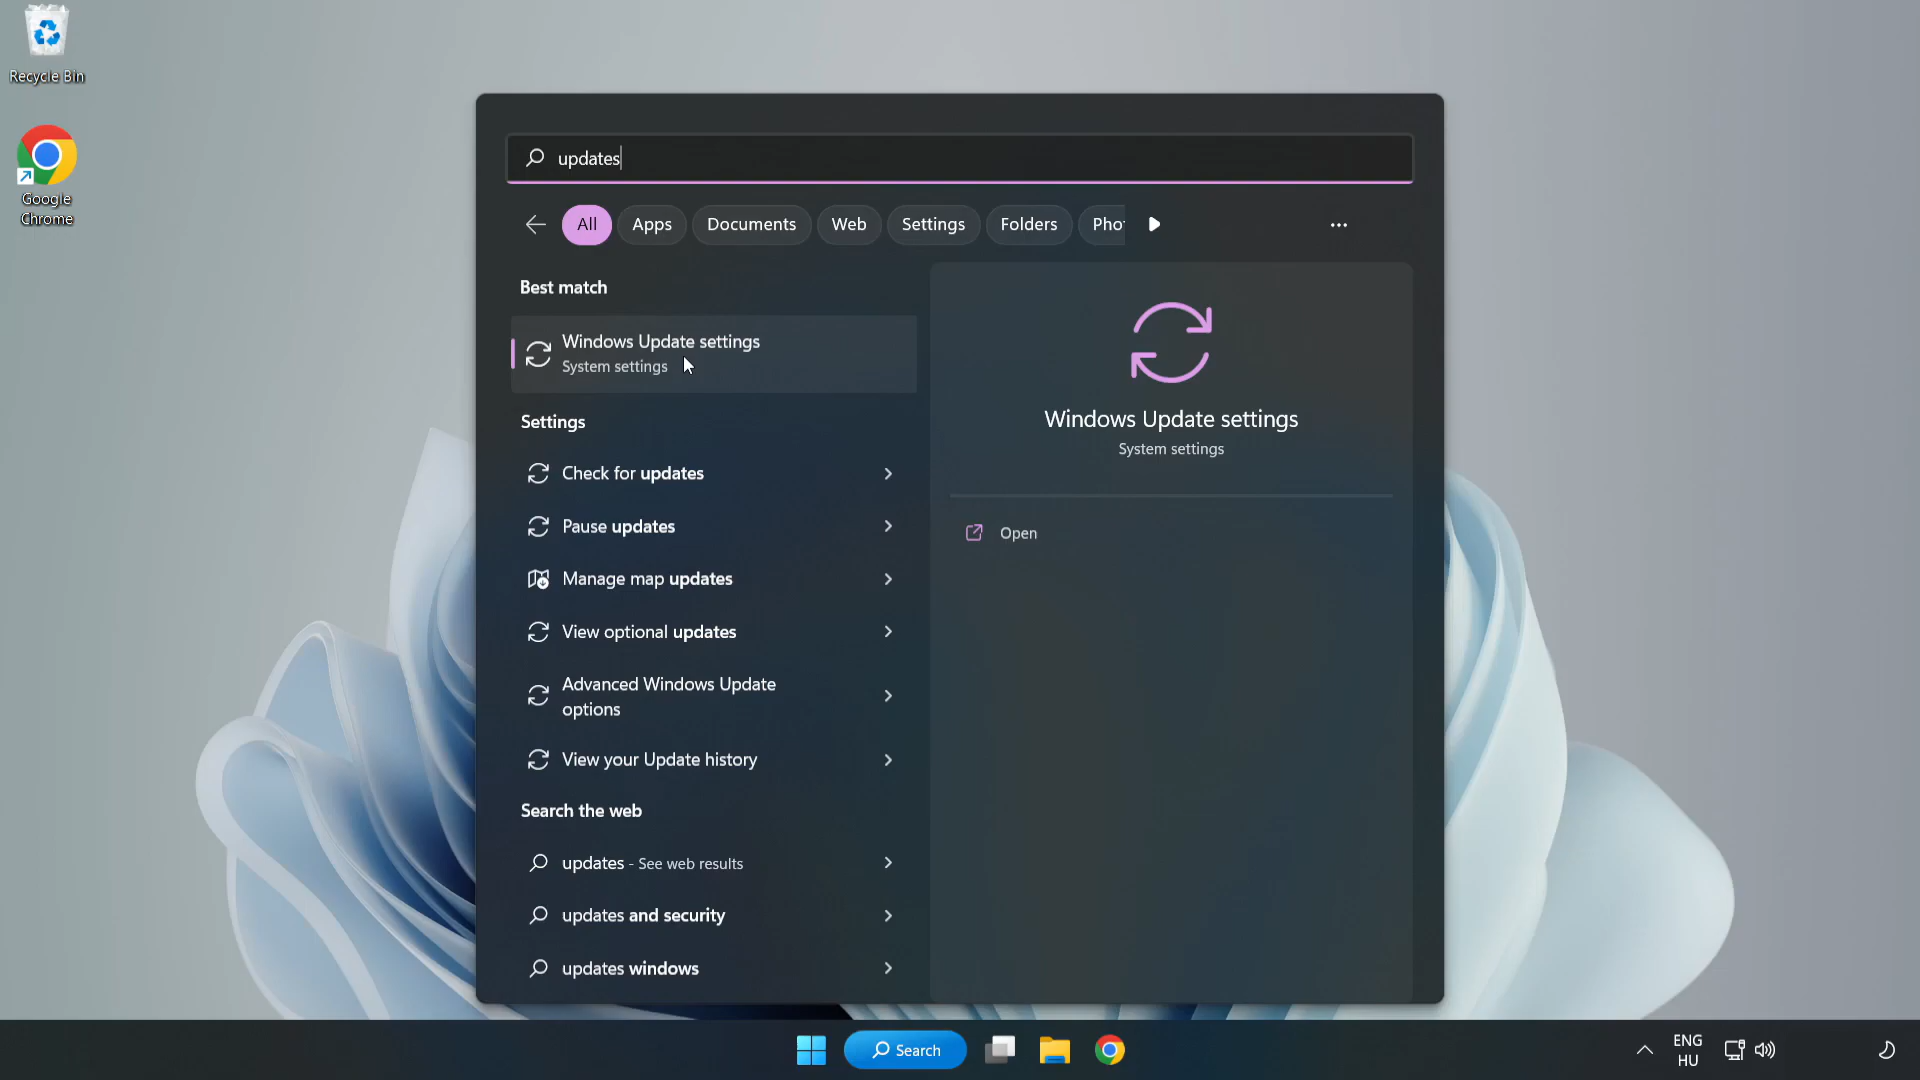 Recycle Bin
Google
Chrome
updates
All
Apps
Documents
Web
Settings
Folders
Pho
Best match
Windows Update settings
System settings
Settings
Check for updates
Pause updates
Manage map updates
View optional updates
Advanced Windows Update
options
View your Update history
Search the web
updates - See web results
updates and security
updates windows
Windows Update settings
System settings
Open
Search
ENG
HU